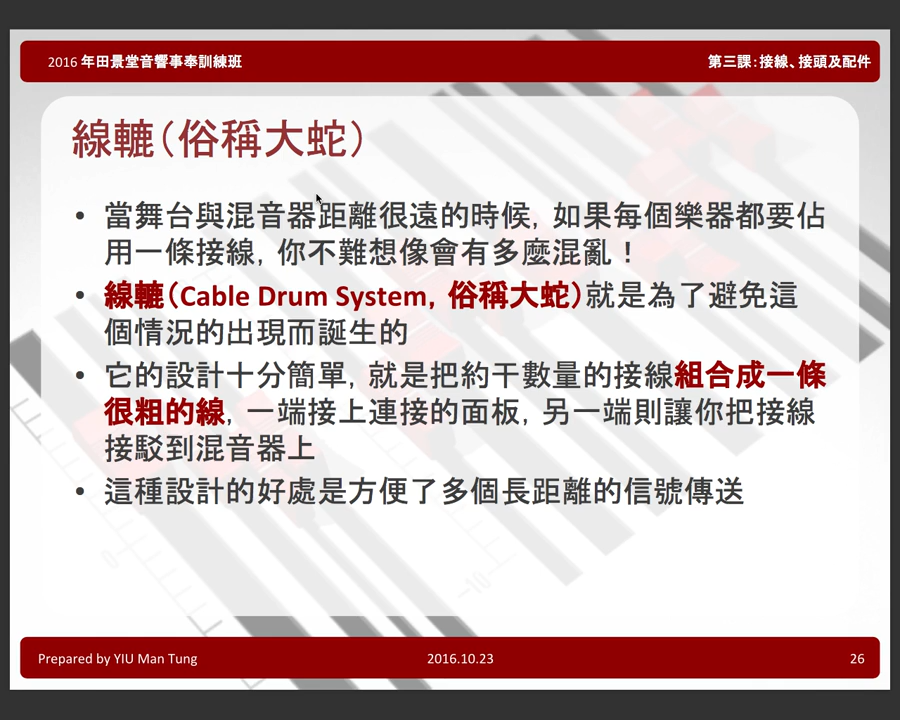 2016 年田景堂音響事奉訓練班
第三課：接線、接頭及配件
線轆（俗稱大蛇）
• 當舞台與混音器距離很遠的時候，如果每個樂器都要佔
用一條接線，你不難想像會有多麼混亂！
• 線轆（Cable Drum System，俗稱大蛇）就是為了避免這
個情況的出現而誕生的
• 它的設計十分簡單，就是把約干數量的接線組合成一條
很粗的線，一端接上連接的面板，另一端則讓你把接線
接駁到混音器上
• 這種設計的好處是方便了多個長距離的信號傳送
Prepared by YIU Man Tung
2016.10.23
26